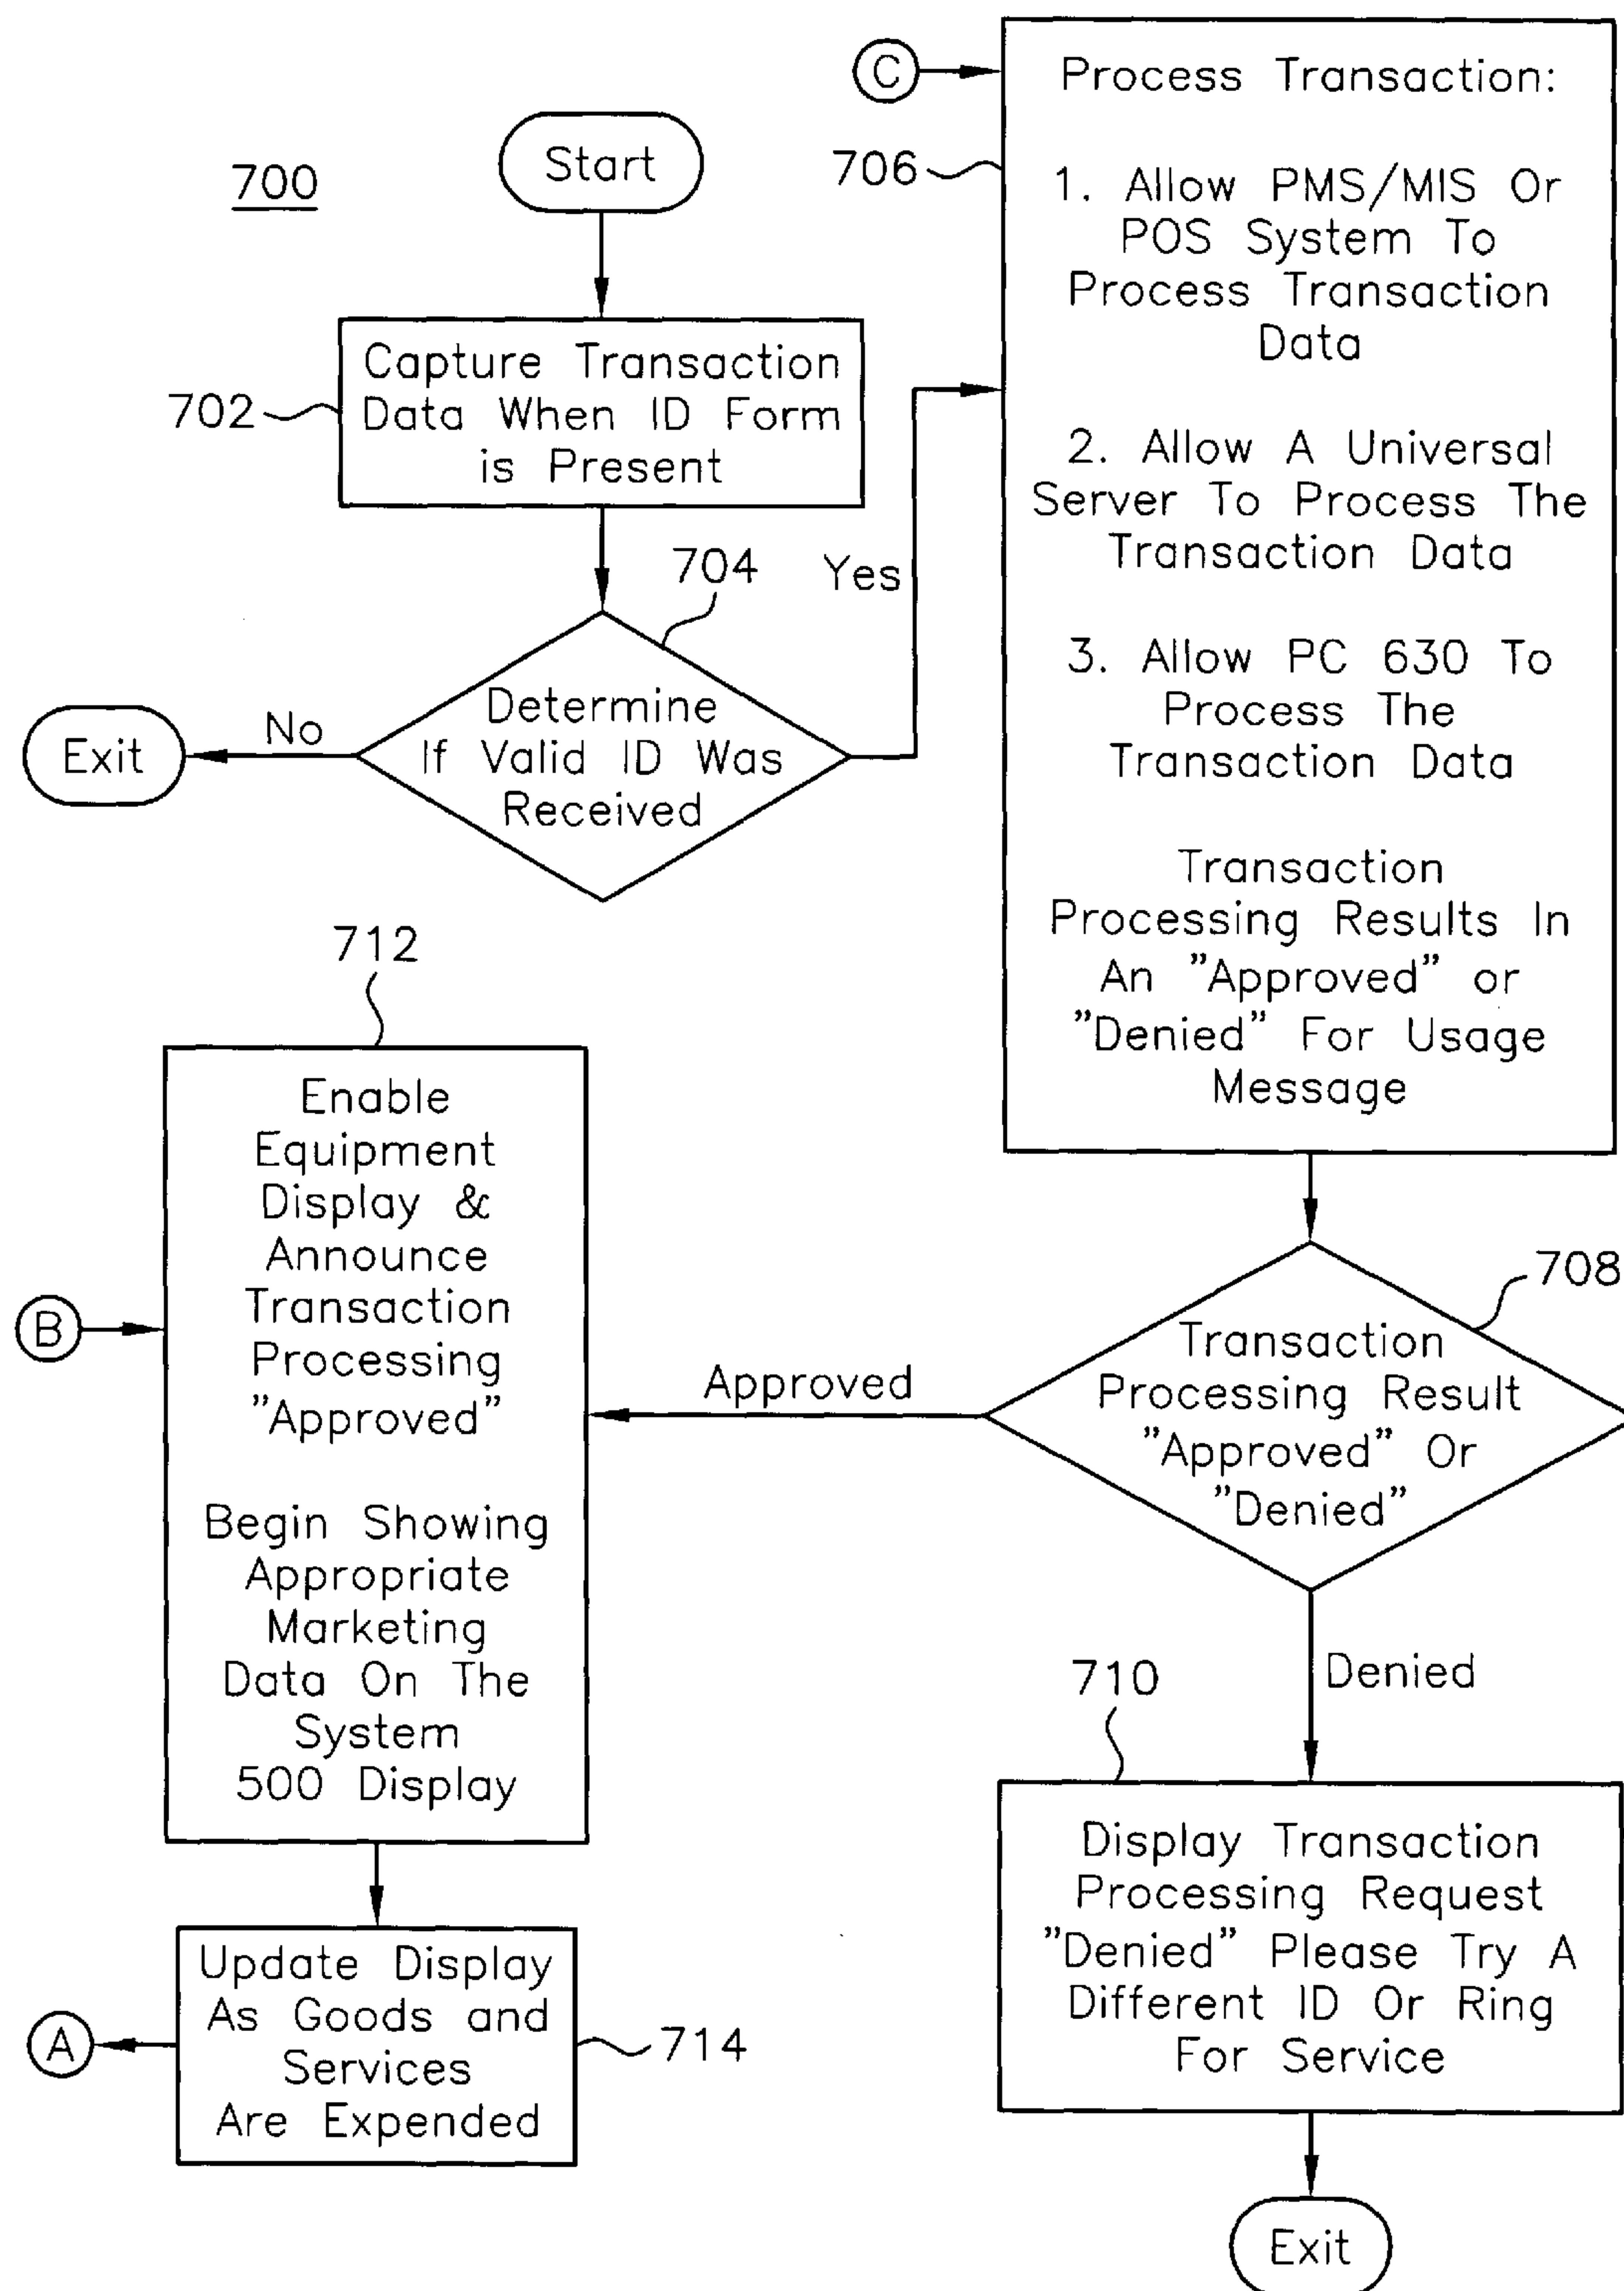 700
Start
702
Capture Transaction
Data When ID Form
is Present
704
Determine
If Valid ID Was
Received
No
Exit
Yes
C
706
Process Transaction:
1. Allow PMS/MIS Or
POS System To
Process Transaction
Data
2. Allow A Universal
Server To Process The
Transaction Data
3. Allow PC 630 To
Process The
Transaction Data
Transaction
Processing Results In
An "Approved" or
"Denied" For Usage
Message
708
Transaction
Processing Result
"Approved" Or
"Denied"
Approved
Denied
710
Display Transaction
Processing Request
"Denied" Please Try A
Different ID Or Ring
For Service
Exit
712
B
Enable
Equipment
Display &
Announce
Transaction
Processing
"Approved"
Begin Showing
Appropriate
Marketing
Data On The
System
500 Display
714
Update Display
As Goods and
Services
Are Expended
A